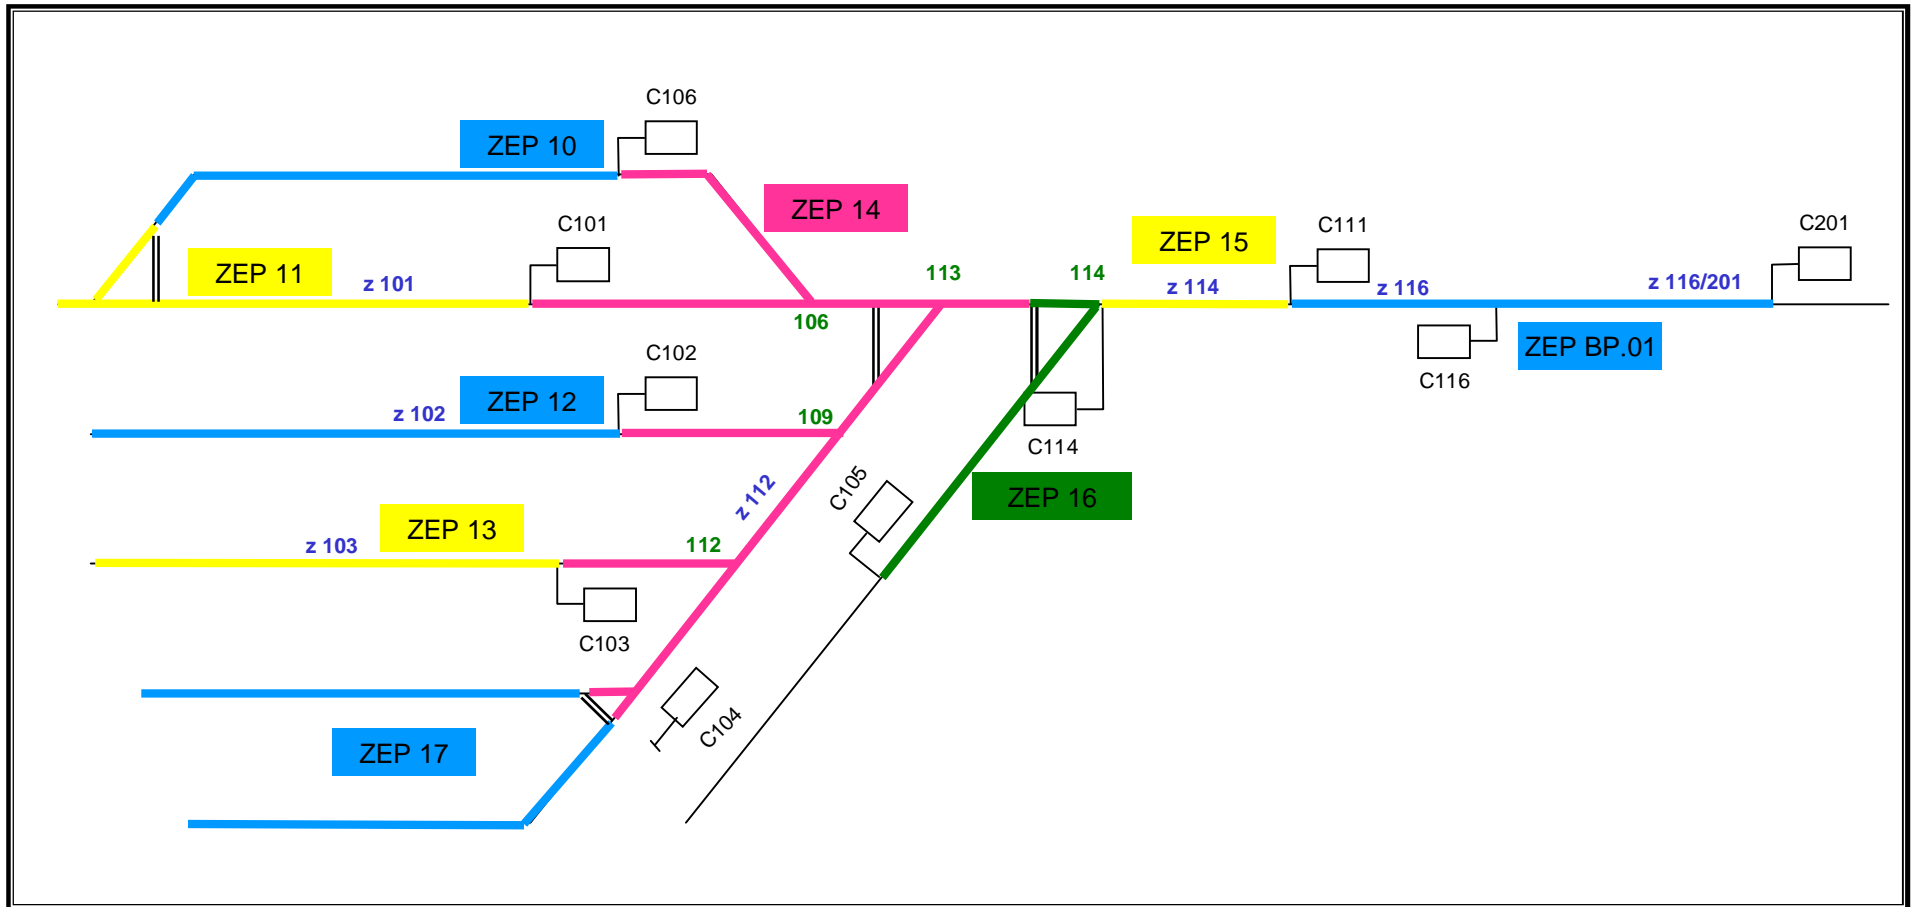 C106
ZEP 10
ZEP 14
C101
C111
C201
ZEP 15
ZEP 11
z 101
113
114
z 114
z 116
z 116/201
106
C102
ZEP BP.01
C116
ZEP 12
z 102
109
C114
C105
z 112
ZEP 16
ZEP 13
z 103
112
C103
C104
ZEP 17